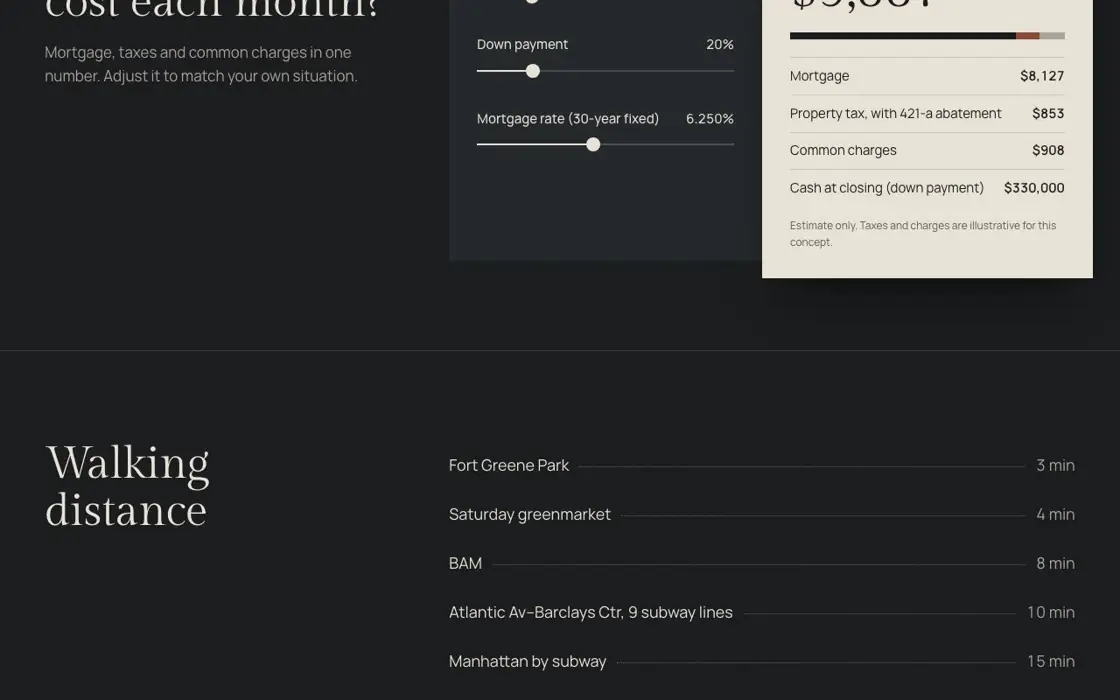 cost each month?
Mortgage, taxes and common charges in one
number. Adjust it to match your own situation.
Down payment 20%
Mortgage rate (30-year fixed) 6.250%
Mortgage $8,127
Property tax, with 421-a abatement $853
Common charges $908
Cash at closing (down payment) $330,000
Estimate only. Taxes and charges are illustrative for this
concept.
Walking
distance
Fort Greene Park 3 min
Saturday greenmarket 4 min
BAM 8 min
Atlantic Av–Barclays Ctr, 9 subway lines 10 min
Manhattan by subway 15 min